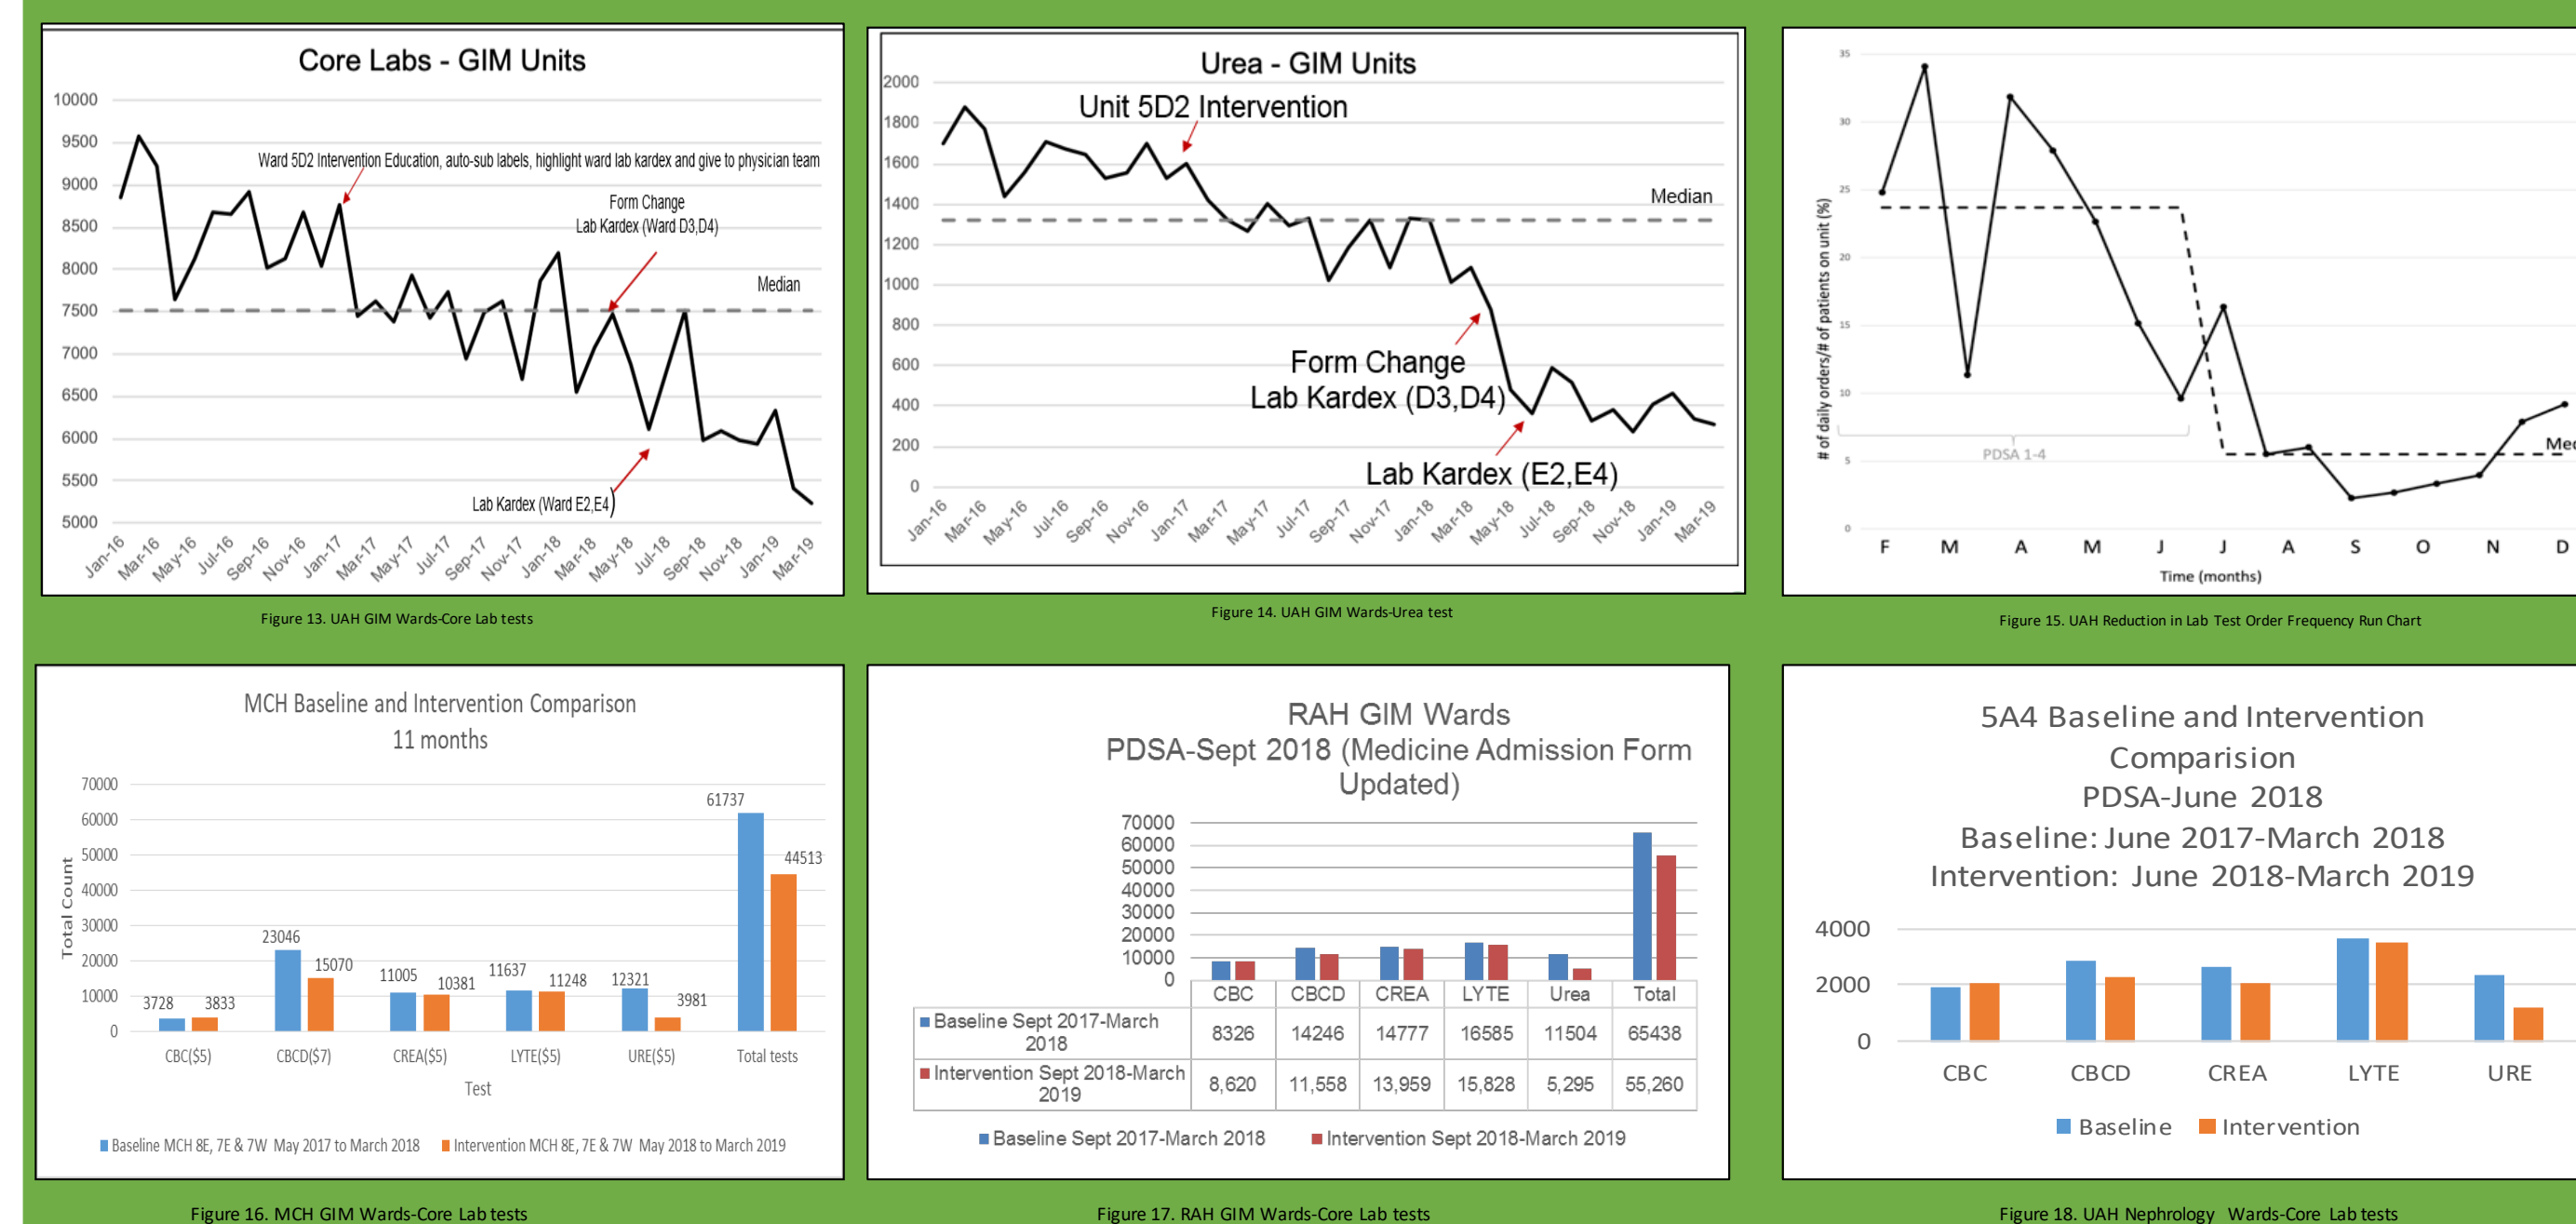 Core Labs - GIM Units
10000
9500
9000
8500
8000
7500
7000
6500
6000
5500
5000
Ward 5D2 Intervention Education, auto-sub labels, highlight ward lab kardex and give to physician team
Form Change
Lab Kardex (Ward D3,D4)
Median
Lab Kardex (Ward E2,E4)
Jan-16
Mar-16
May-16
Jul-16
Sep-16
Nov-16
Jan-17
Mar-17
May-17
Jul-17
Sep-17
Nov-17
Jan-18
Mar-18
May-18
Jul-18
Sep-18
Nov-18
Jan-19
Mar-19
Figure 13. UAH GIM Wards-Core Lab tests
Urea - GIM Units
2000
1800
1600
1400
1200
1000
800
600
400
200
0
Unit 5D2 Intervention
Median
Form Change
Lab Kardex (D3,D4)
Lab Kardex (E2,E4)
Jan-16
Mar-16
May-16
Jul-16
Sep-16
Nov-16
Jan-17
Mar-17
May-17
Jul-17
Sep-17
Nov-17
Jan-18
Mar-18
May-18
Jul-18
Sep-18
Nov-18
Jan-19
Mar-19
Figure 14. UAH GIM Wards-Urea test
# of daily orders/# of patients on unit (%)
35
30
25
20
15
10
5
0
PDSA 1-4
Med
F M A M J J A S O N D
Time (months)
Figure 15. UAH Reduction in Lab Test Order Frequency Run Chart
MCH Baseline and Intervention Comparison
11 months
Total Count
70000
60000
50000
40000
30000
20000
10000
0
3728 3833
23046 15070
11005 10381
11637 11248
12321 3981
61737 44513
CBC($5) CBCD($7) CREA($5) LYTE($5) URE($5) Total tests
Test
Baseline MCH 8E, 7E & 7W May 2017 to March 2018 Intervention MCH 8E, 7E & 7W May 2018 to March 2019
Figure 16. MCH GIM Wards-Core Lab tests
RAH GIM Wards
PDSA-Sept 2018 (Medicine Admission Form
Updated)
70000
60000
50000
40000
30000
20000
10000
0
CBC CBCD CREA LYTE Urea Total
Baseline Sept 2017-March
2018
8326 14246 14777 16585 11504 65438
Intervention Sept 2018-March
2019
8,620 11,558 13,959 15,828 5,295 55,260
Baseline Sept 2017-March 2018 Intervention Sept 2018-March 2019
Figure 17. RAH GIM Wards-Core Lab tests
5A4 Baseline and Intervention
Comparision
PDSA-June 2018
Baseline: June 2017-March 2018
Intervention: June 2018-March 2019
4000
2000
0
CBC CBCD CREA LYTE URE
Baseline Intervention
Figure 18. UAH Nephrology Wards-Core Lab tests